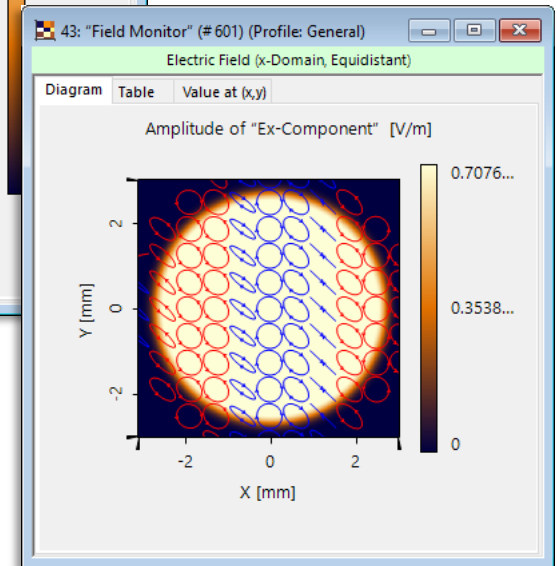 43: "Field Monitor" (# 601) (Profile: General)
Electric Field (x-Domain, Equidistant)
Diagram Table Value at (x,y)
Amplitude of "Ex-Component" [V/m]
0.7076...
2
Y [mm]
0
0.3538...
-2
0
-2 0 2
X [mm]